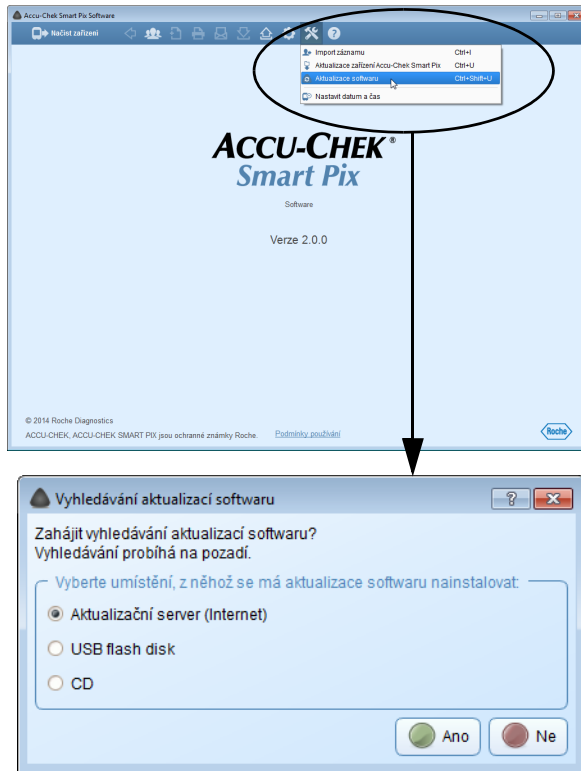 Accu-Chek Smart Pix Software
Načíst zařízení
Import záznamu Ctrl+I
Aktualizace zařízení Accu-Chek Smart Pix Ctrl+U
Aktualizace softwaru Ctrl+Shift+U
Nastavit datum a čas
ACCU-CHEK®
Smart Pix
Software
Verze 2.0.0
© 2014 Roche Diagnostics
ACCU-CHEK, ACCU-CHEK SMART PIX jsou ochranné známky Roche. Podmínky používání
Roche
Vyhledávání aktualizací softwaru
Zahájit vyhledávání aktualizací softwaru?
Vyhledávání probíhá na pozadí.
Vyberte umístění, z něhož se má aktualizace softwaru nainstalovat:
Aktualizační server (Internet)
USB flash disk
CD
Ano Ne